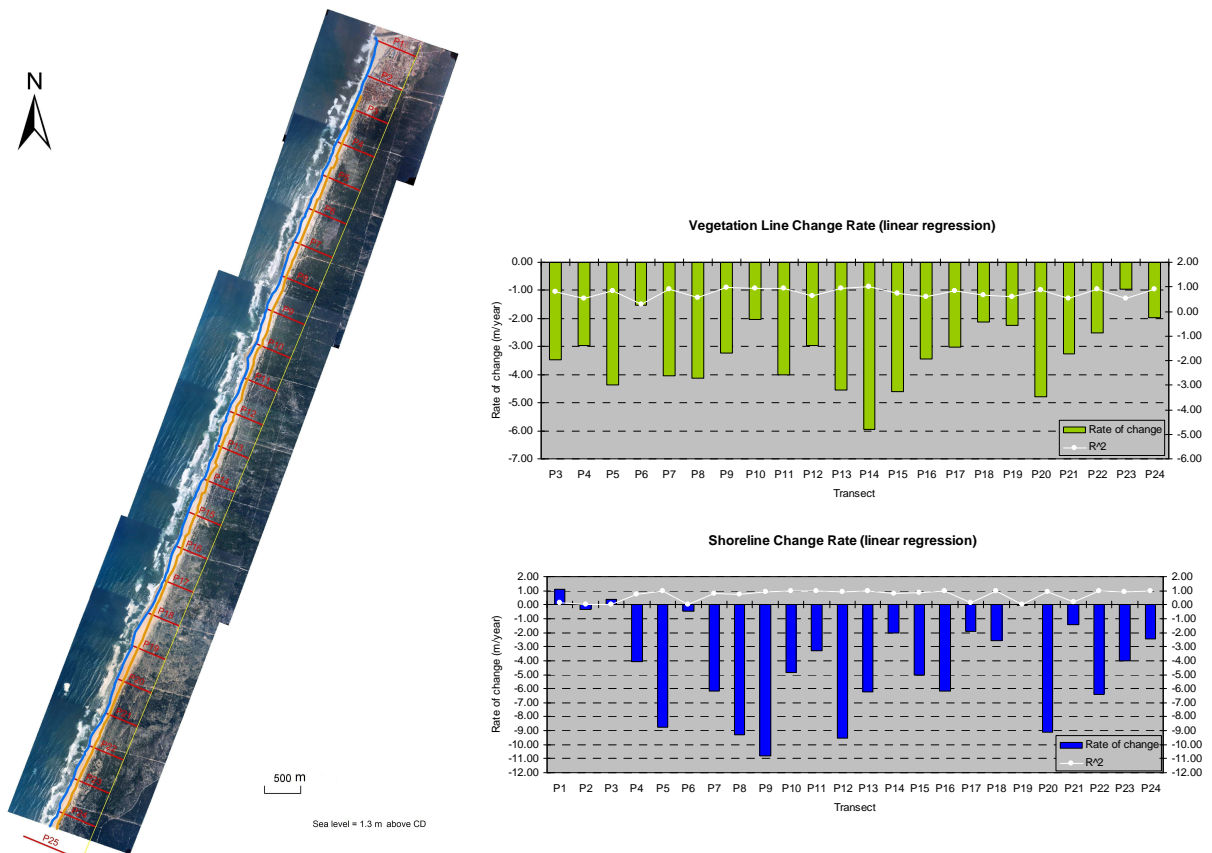 N
P1
P2
500 m
Sea level = 1.3 m above CD
P25
Vegetation Line Change Rate (linear regression)
0.00
-1.00
-2.00
-3.00
-4.00
-5.00
-6.00
-7.00
Rate of change (m/year)
2.00
1.00
0.00
-1.00
-2.00
-3.00
-4.00
-5.00
-6.00
Rate of change
R^2
P3 P4 P5 P6 P7 P8 P9 P10 P11 P12 P13 P14 P15 P16 P17 P18 P19 P20 P21 P22 P23 P24
Transect
Shoreline Change Rate (linear regression)
2.00
1.00
0.00
-1.00
-2.00
-3.00
-4.00
-5.00
-6.00
-7.00
-8.00
-9.00
-10.00
-11.00
-12.00
Rate of change (m/year)
2.00
1.00
0.00
-1.00
-2.00
-3.00
-4.00
-5.00
-6.00
-7.00
-8.00
-9.00
-10.00
-11.00
-12.00
Rate of change
R^2
P1 P2 P3 P4 P5 P6 P7 P8 P9 P10 P11 P12 P13 P14 P15 P16 P17 P18 P19 P20 P21 P22 P23 P24
Transect